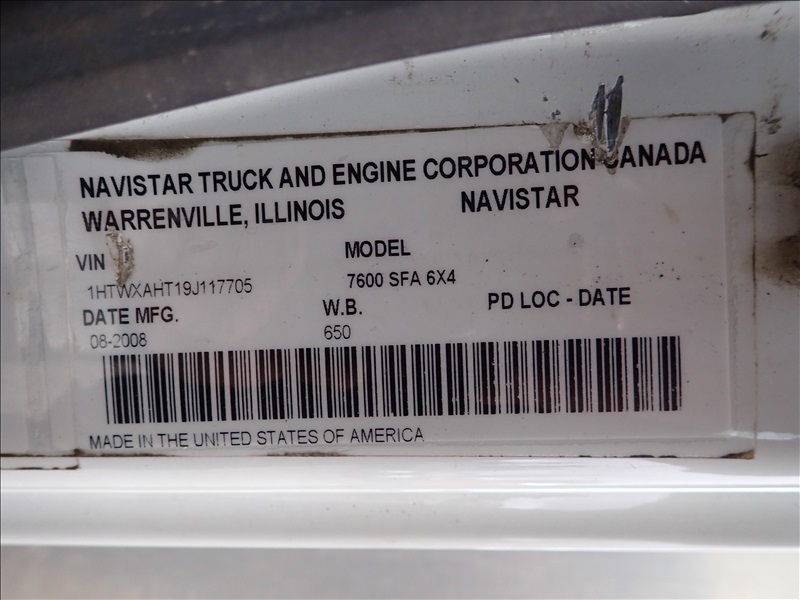 NAVISTAR TRUCK AND ENGINE CORPORATION CANADA
WARRENVILLE, ILLINOIS NAVISTAR
VIN MODEL
1HTWXAHT19J117705 7600 SFA 6X4
DATE MFG. W.B. PD LOC - DATE
08-2008 650
MADE IN THE UNITED STATES OF AMERICA